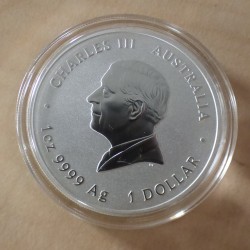 CHARLES III AUSTRALIA
1oz 9999 Ag 1 DOLLAR